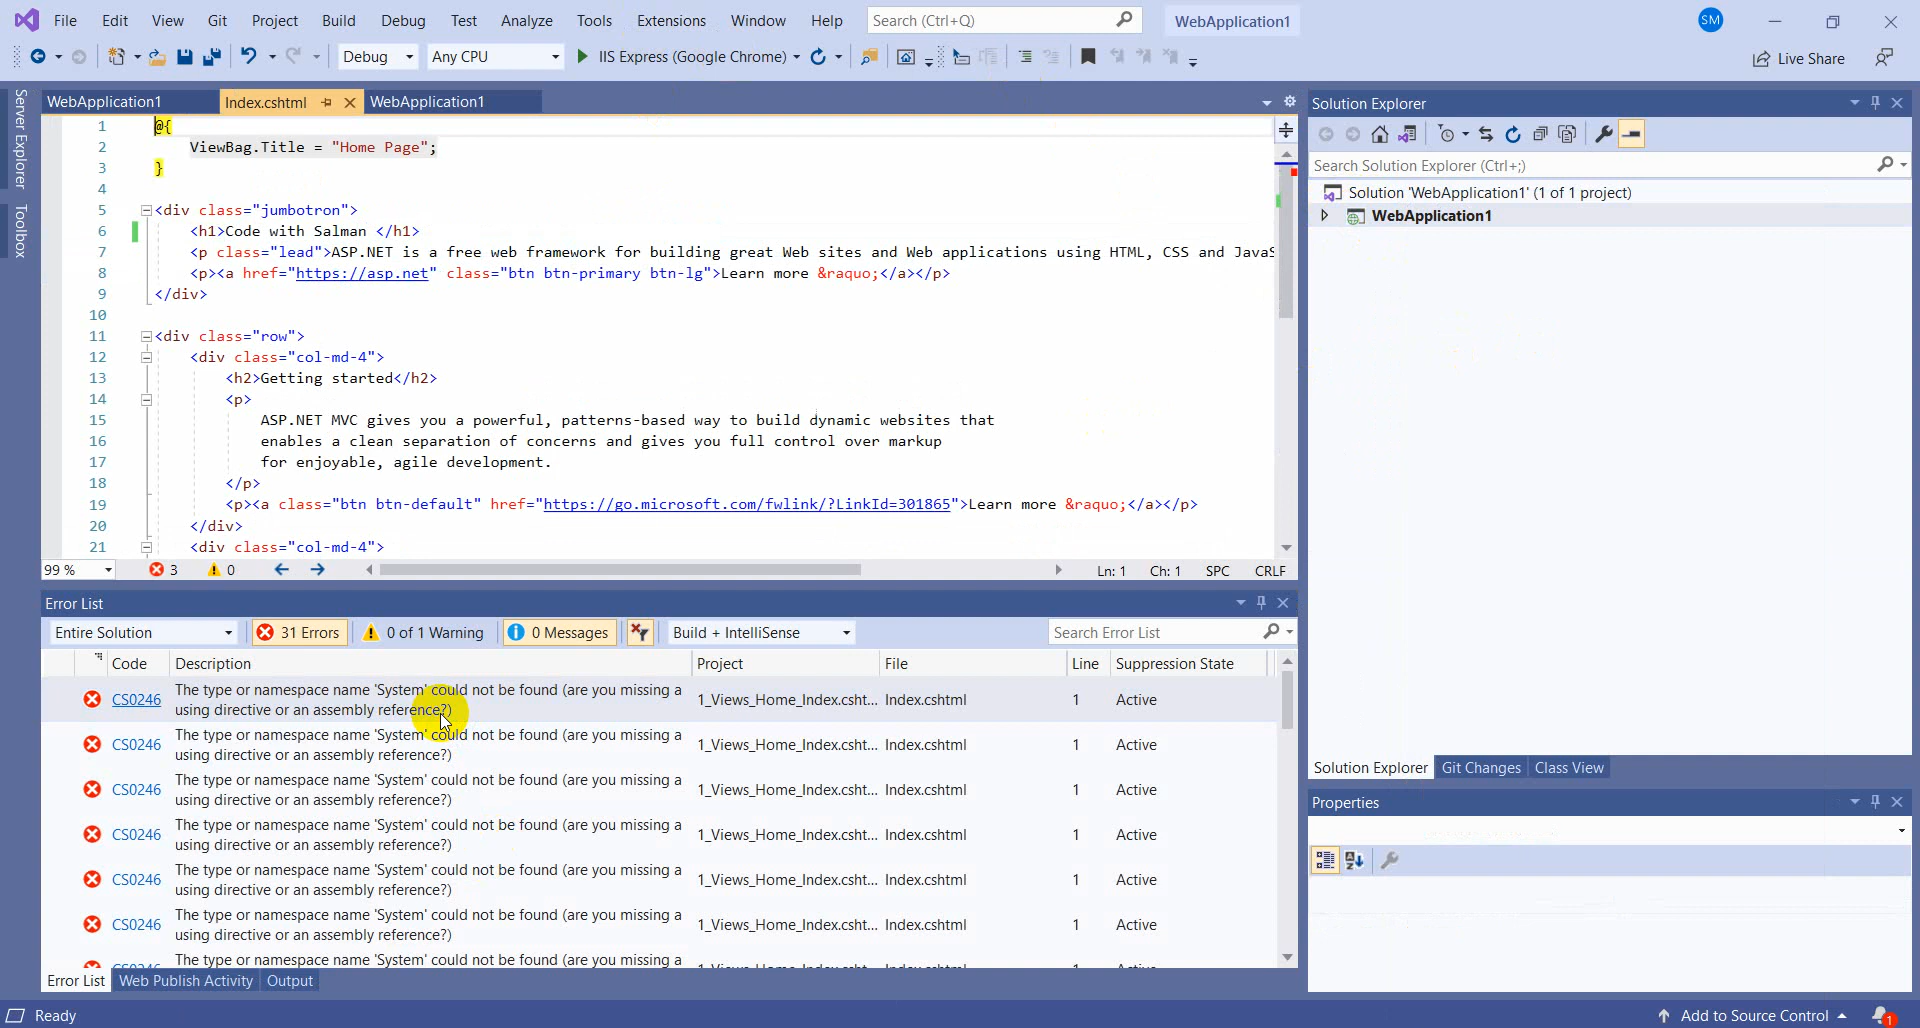 File Edit View Git Project Build Debug Test Analyze Tools Extensions Window Help Search (Ctrl+Q) WebApplication1 SM
Debug Any CPU IIS Express (Google Chrome) Live Share
Server Explorer
Toolbox
WebApplication1 Index.cshtml WebApplication1
1 @{
2 ViewBag.Title = "Home Page";
3 }
4
5 <div class="jumbotron">
6 <h1>Code with Salman </h1>
7 <p class="lead">ASP.NET is a free web framework for building great Web sites and Web applications using HTML, CSS and JavaS
8 <p><a href="https://asp.net" class="btn btn-primary btn-lg">Learn more &raquo;</a></p>
9 </div>
10
11 <div class="row">
12 <div class="col-md-4">
13 <h2>Getting started</h2>
14 <p>
15 ASP.NET MVC gives you a powerful, patterns-based way to build dynamic websites that
16 enables a clean separation of concerns and gives you full control over markup
17 for enjoyable, agile development.
18 </p>
19 <p><a class="btn btn-default" href="https://go.microsoft.com/fwlink/?LinkId=301865">Learn more &raquo;</a></p>
20 </div>
21 <div class="col-md-4">
99 % 3 0 Ln: 1 Ch: 1 SPC CRLF
Error List
Entire Solution 31 Errors 0 of 1 Warning 0 Messages Build + IntelliSense Search Error List
Code Description Project File Line Suppression State
CS0246 The type or namespace name 'System' could not be found (are you missing a using directive or an assembly reference?) 1_Views_Home_Index.csht... Index.cshtml 1 Active
CS0246 The type or namespace name 'System' could not be found (are you missing a using directive or an assembly reference?) 1_Views_Home_Index.csht... Index.cshtml 1 Active
CS0246 The type or namespace name 'System' could not be found (are you missing a using directive or an assembly reference?) 1_Views_Home_Index.csht... Index.cshtml 1 Active
CS0246 The type or namespace name 'System' could not be found (are you missing a using directive or an assembly reference?) 1_Views_Home_Index.csht... Index.cshtml 1 Active
CS0246 The type or namespace name 'System' could not be found (are you missing a using directive or an assembly reference?) 1_Views_Home_Index.csht... Index.cshtml 1 Active
CS0246 The type or namespace name 'System' could not be found (are you missing a using directive or an assembly reference?) 1_Views_Home_Index.csht... Index.cshtml 1 Active
The type or namespace name 'System' could not be found (are you missing a
Error List Web Publish Activity Output
Solution Explorer
Search Solution Explorer (Ctrl+;)
Solution 'WebApplication1' (1 of 1 project)
WebApplication1
Solution Explorer Git Changes Class View
Properties
Ready Add to Source Control 1